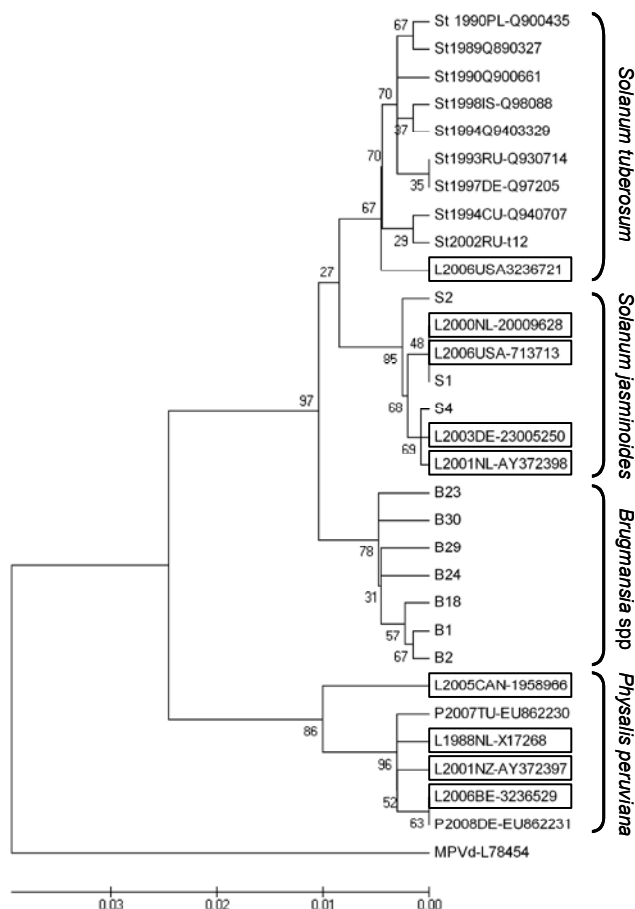 67
St 1990PL-Q900435
St1989Q890327
St1990Q900661
70
St1998IS-Q98088
37
St1994Q9403329
St1993RU-Q930714
70
35
St1997DE-Q97205
67
St1994CU-Q940707
29
St2002RU-t12
L2006USA3236721
Solanum tuberosum
27
S2
L2000NL-20009628
48
L2006USA-713713
95
S1
68
S4
L2003DE-23005250
69
L2001NL-AY372398
Solanum jasminoides
97
B23
B30
78
B29
B24
31
B18
57
B1
67
B2
Brugmansia spp
L2005CAN-1958966
P2007TU-EU862230
86
L1988NL-X17268
96
L2001NZ-AY372397
L2006BE-3236529
52
63
P2008DE-EU862231
Physalis peruviana
MPVd-L78454
0.03 0.02 0.01 0.00